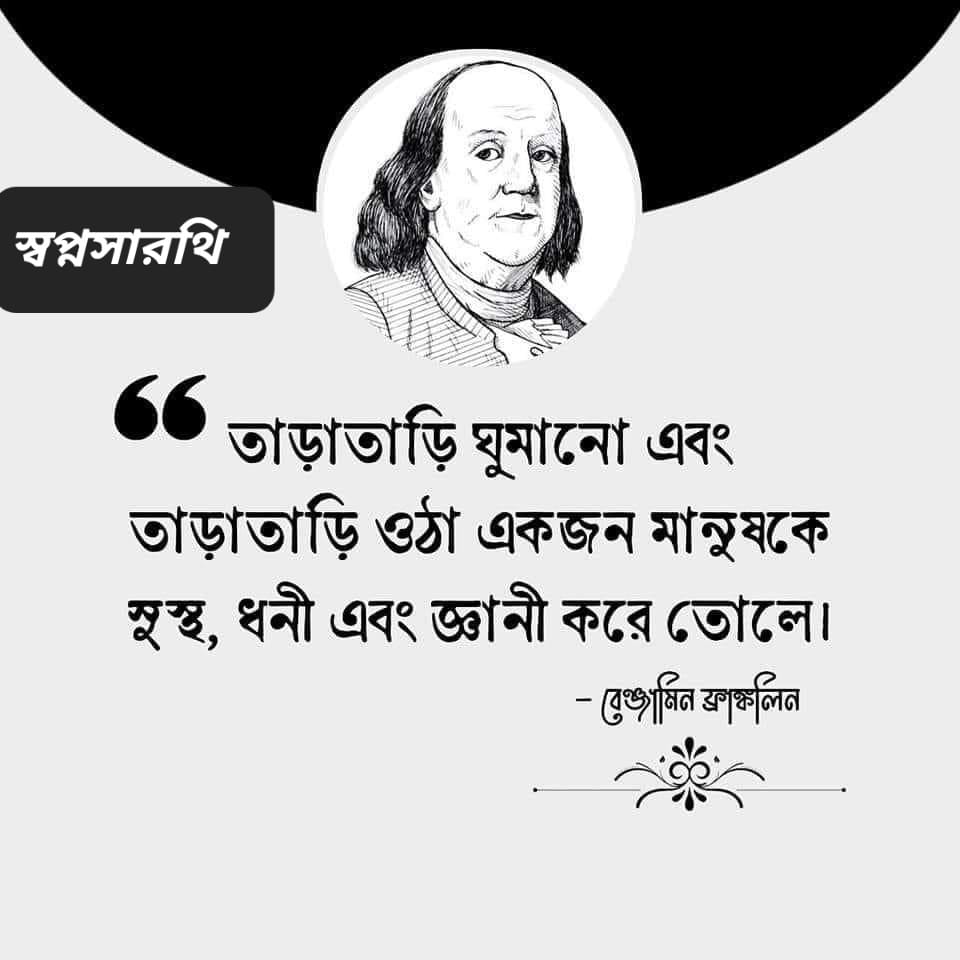 স্বপ্নসারথি
“ তাড়াতাড়ি ঘুমানো এবং
তাড়াতাড়ি ওঠা একজন মানুষকে
সুস্থ, ধনী এবং জ্ঞানী করে তোলে।
– বেঞ্জামিন ফ্রাঙ্কলিন